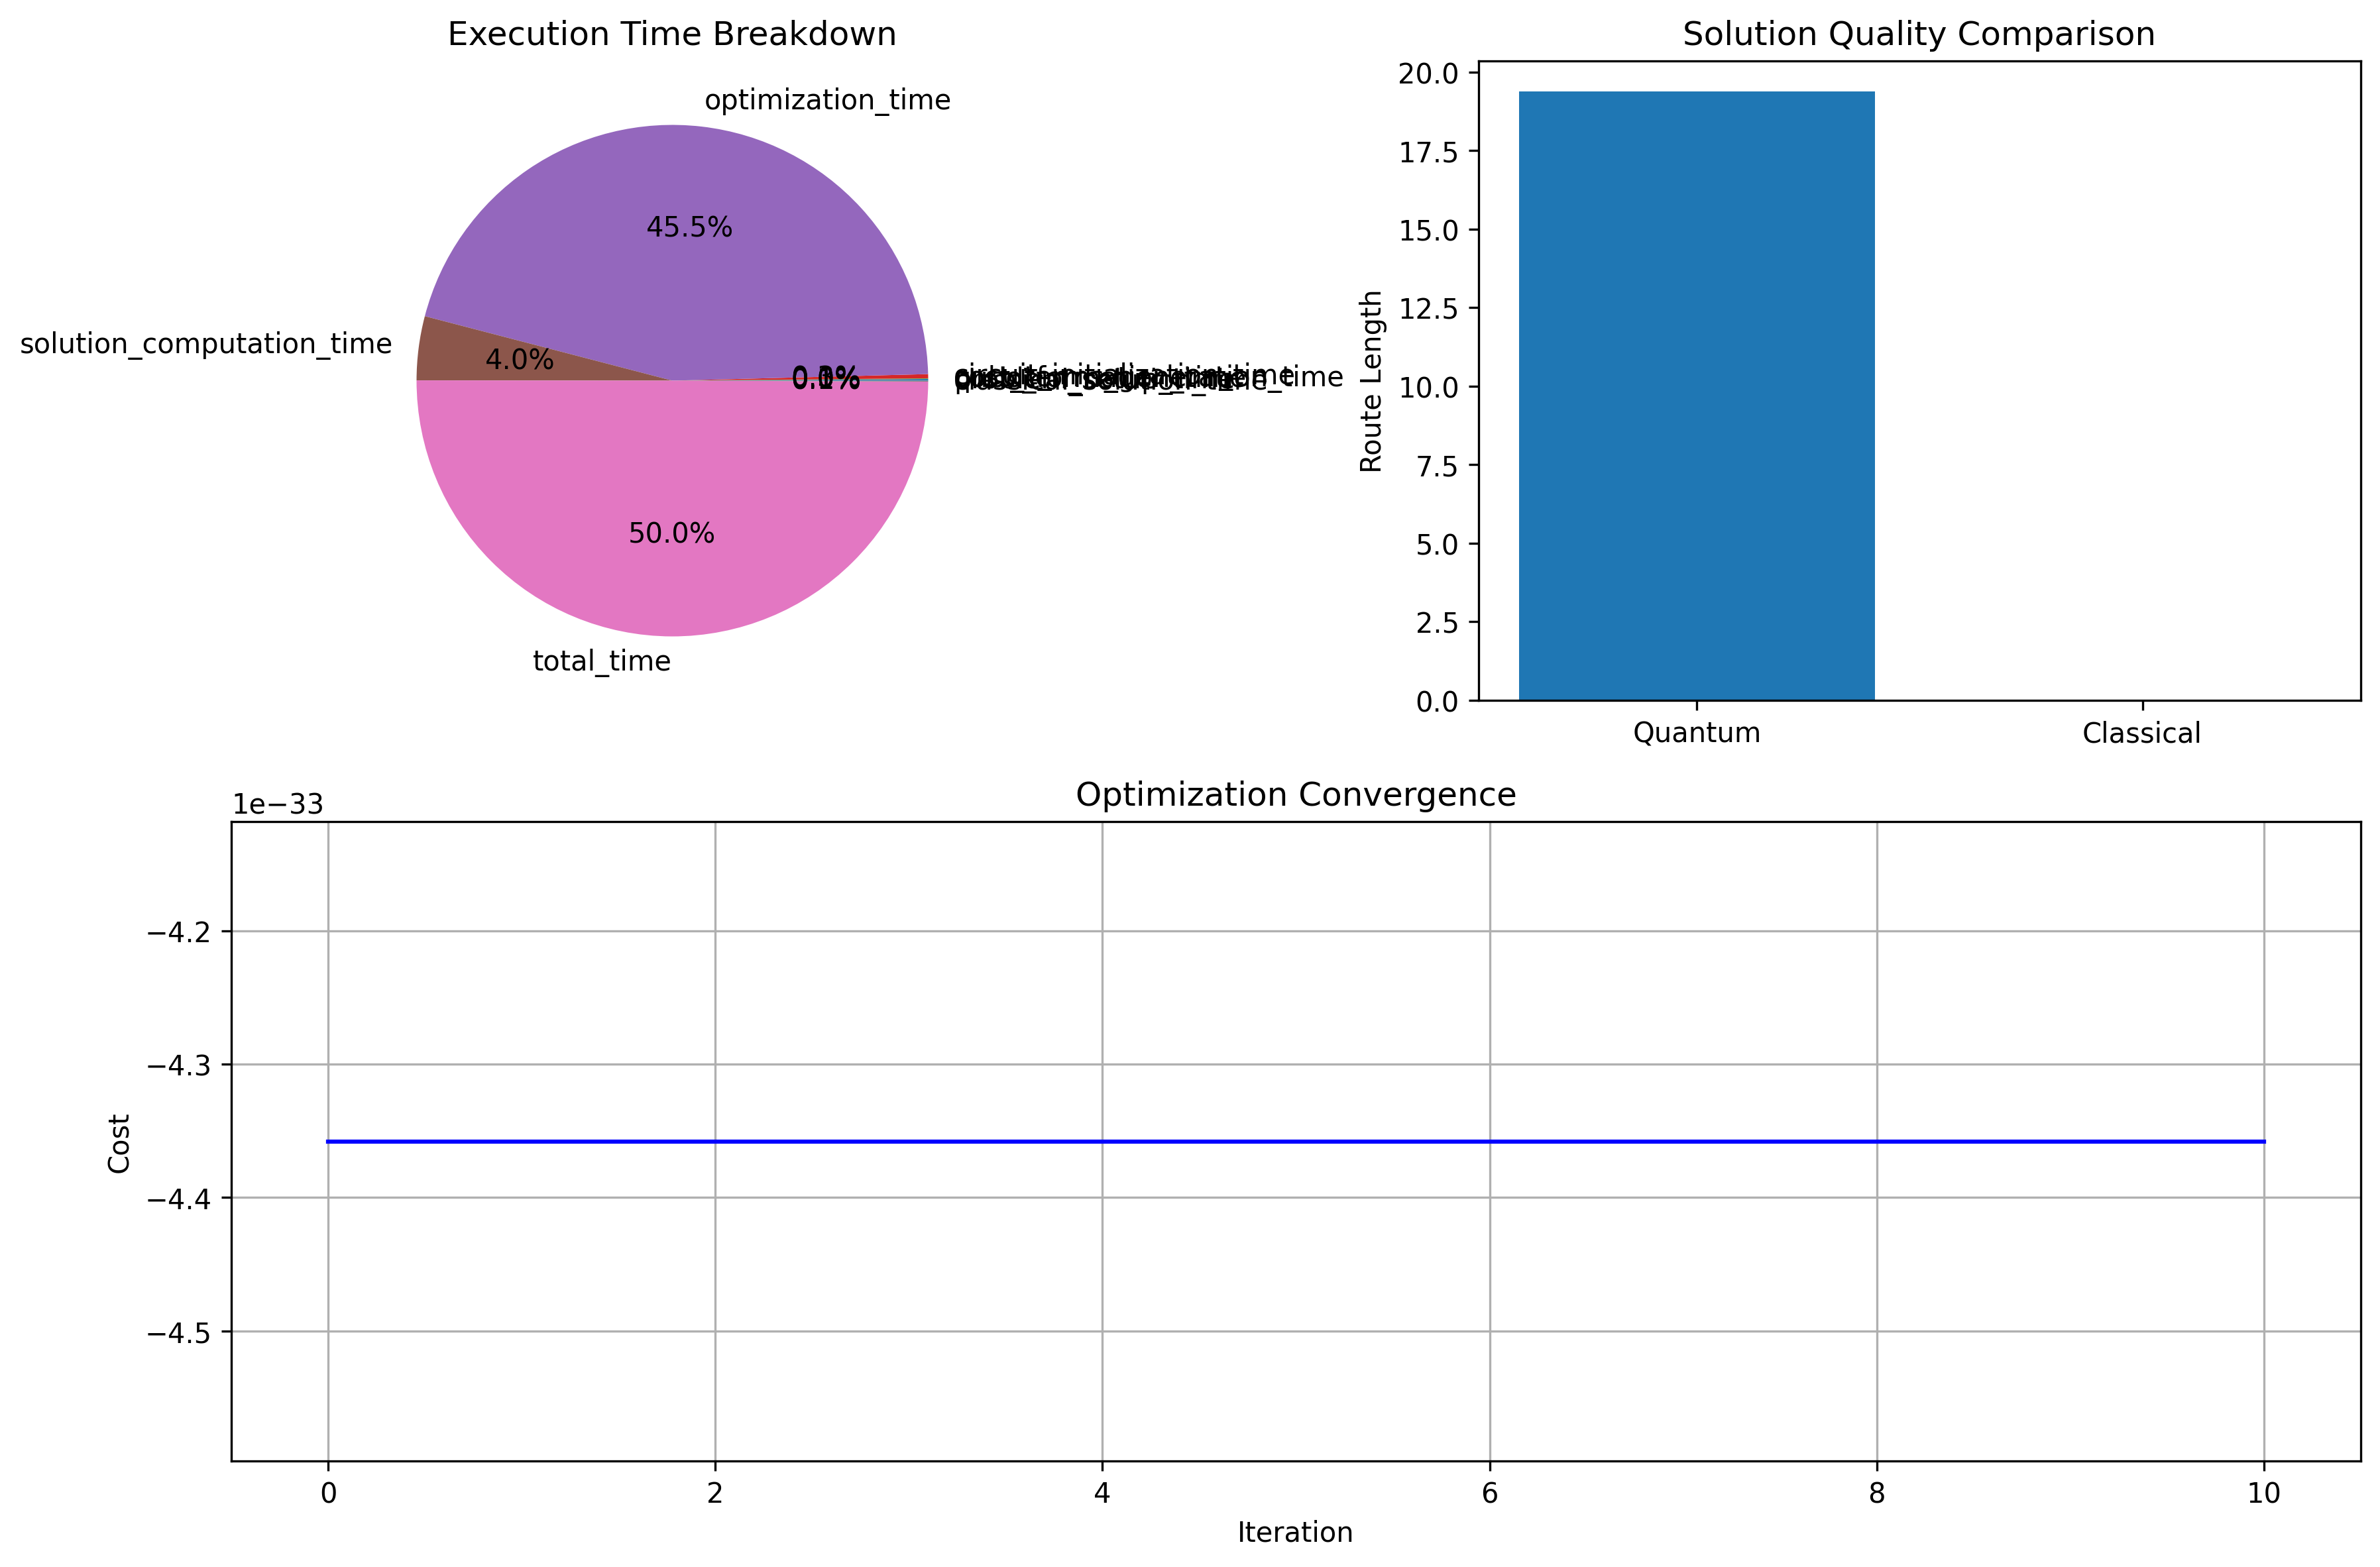 Execution Time Breakdown
optimization_time
45.5%
solution_computation_time
4.0%
50.0%
total_time
Solution Quality Comparison
20.0
17.5
15.0
12.5
10.0
7.5
5.0
2.5
0.0
Route Length
Quantum
Classical
Optimization Convergence
1e−33
−4.2
−4.3
−4.4
−4.5
Cost
0
2
4
6
8
10
Iteration